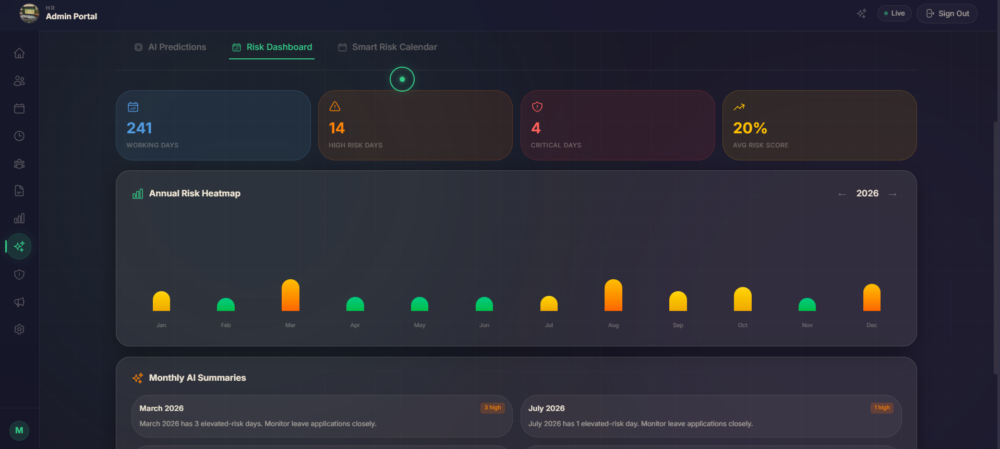 HR
Admin Portal
Live
Sign Out
AI Predictions
Risk Dashboard
Smart Risk Calendar
241
WORKING DAYS
14
HIGH RISK DAYS
4
CRITICAL DAYS
20%
AVG RISK SCORE
Annual Risk Heatmap
← 2026 →
Jan Feb Mar Apr May Jun Jul Aug Sep Oct Nov Dec
Monthly AI Summaries
March 2026
3 high
March 2026 has 3 elevated-risk days. Monitor leave applications closely.
July 2026
1 high
July 2026 has 1 elevated-risk day. Monitor leave applications closely.
M